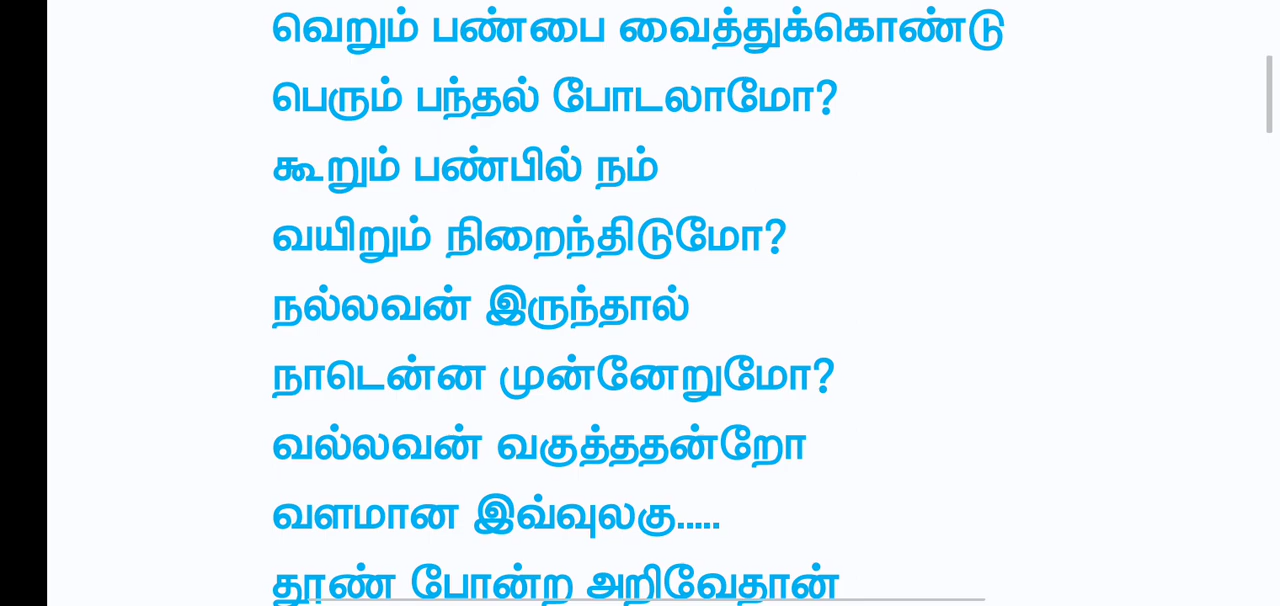 வெறும் பண்பை வைத்துக்கொண்டு
பெரும் பந்தல் போடலாமோ?
கூறும் பண்பில் நம்
வயிறும் நிறைந்திடுமோ?
நல்லவன் இருந்தால்
நாடென்ன முன்னேறுமோ?
வல்லவன் வகுத்ததன்றோ
வளமான இவ்வுலகு.....
தூண் போன்ற அறிவேதான்